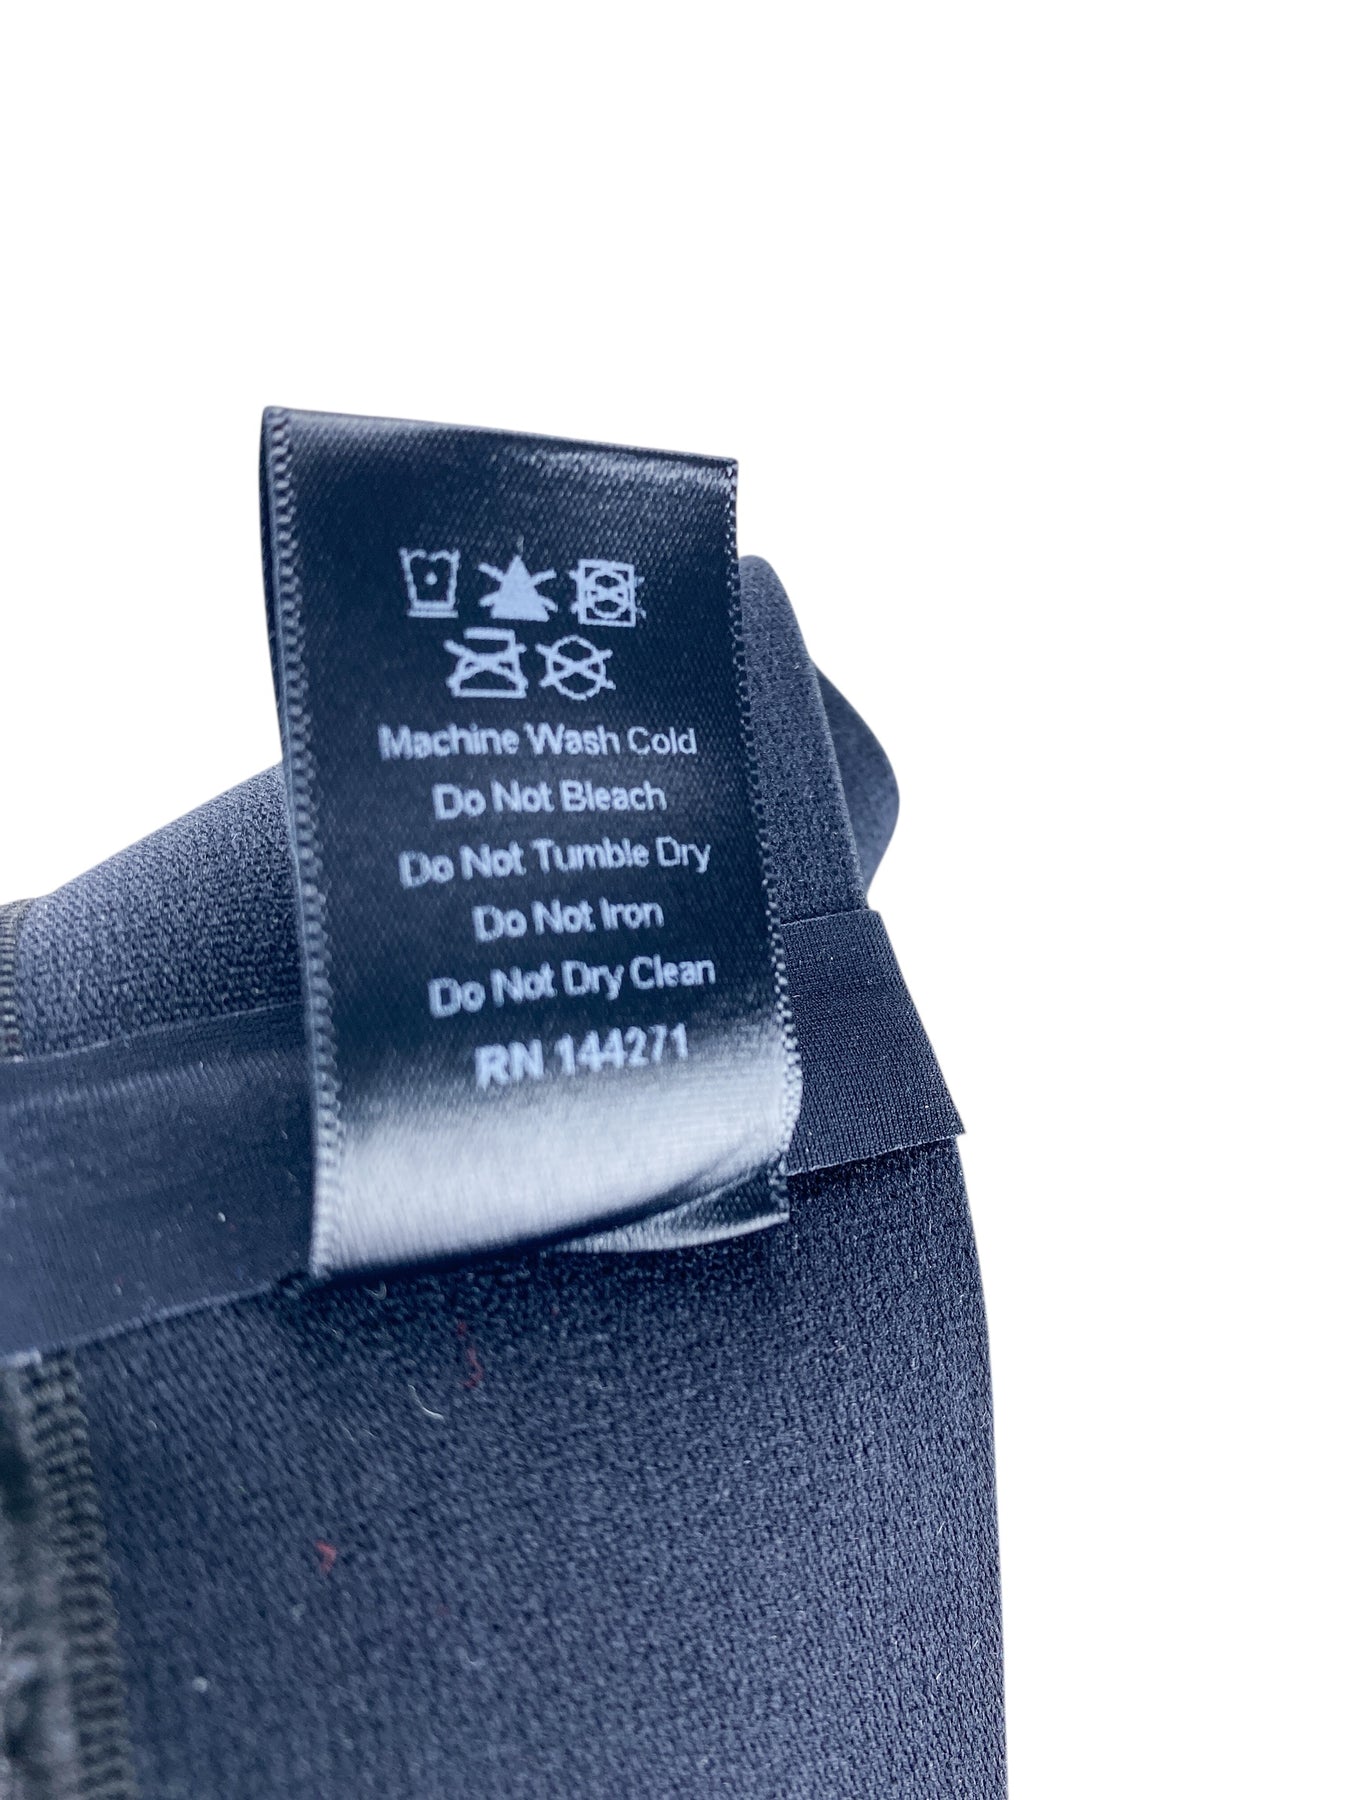 Machine Wash Cold
Do Not Bleach
Do Not Tumble Dry
Do Not Iron
Do Not Dry Clean
RN 144271